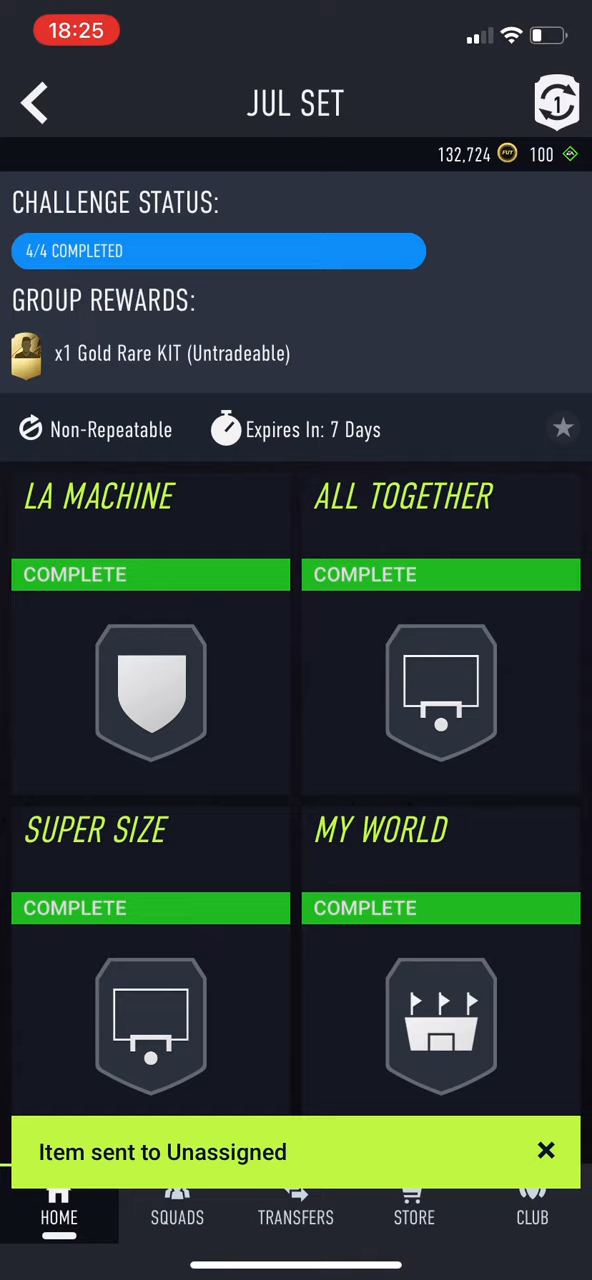 18:25
JUL SET
1
132,724 FUT 100
CHALLENGE STATUS:
4/4 COMPLETED
GROUP REWARDS:
x1 Gold Rare KIT (Untradeable)
Non-Repeatable Expires In: 7 Days
LA MACHINE ALL TOGETHER
COMPLETE COMPLETE
SUPER SIZE MY WORLD
COMPLETE COMPLETE
Item sent to Unassigned
HOME SQUADS TRANSFERS STORE CLUB